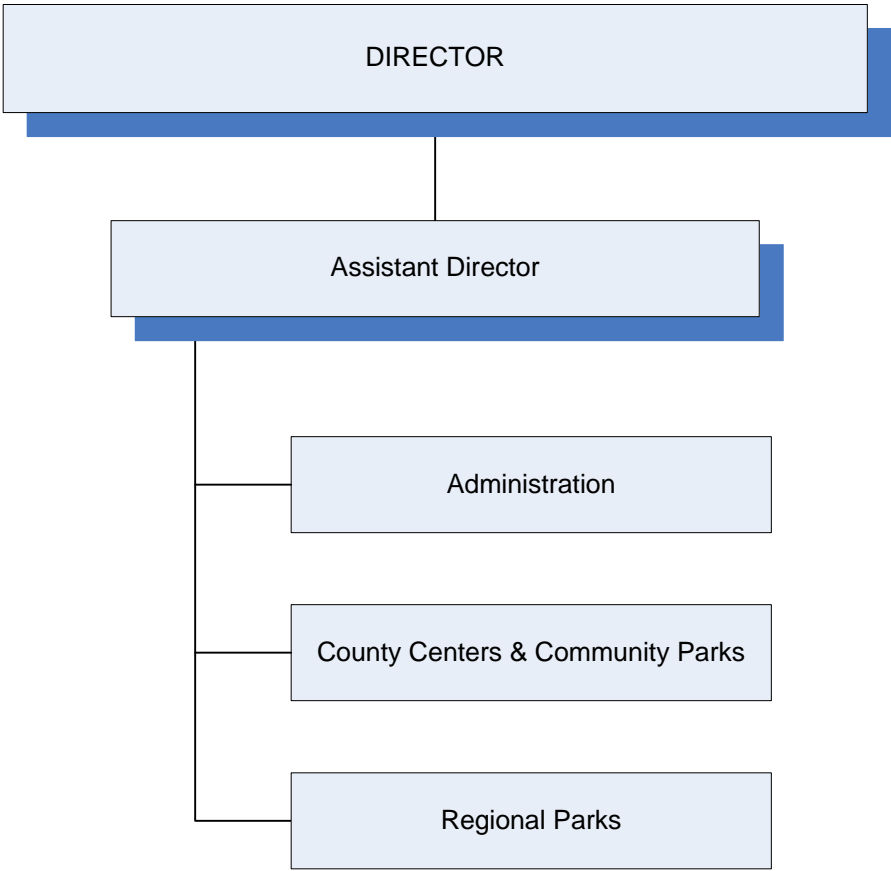 DIRECTOR
Assistant Director
Administration
County Centers & Community Parks
Regional Parks